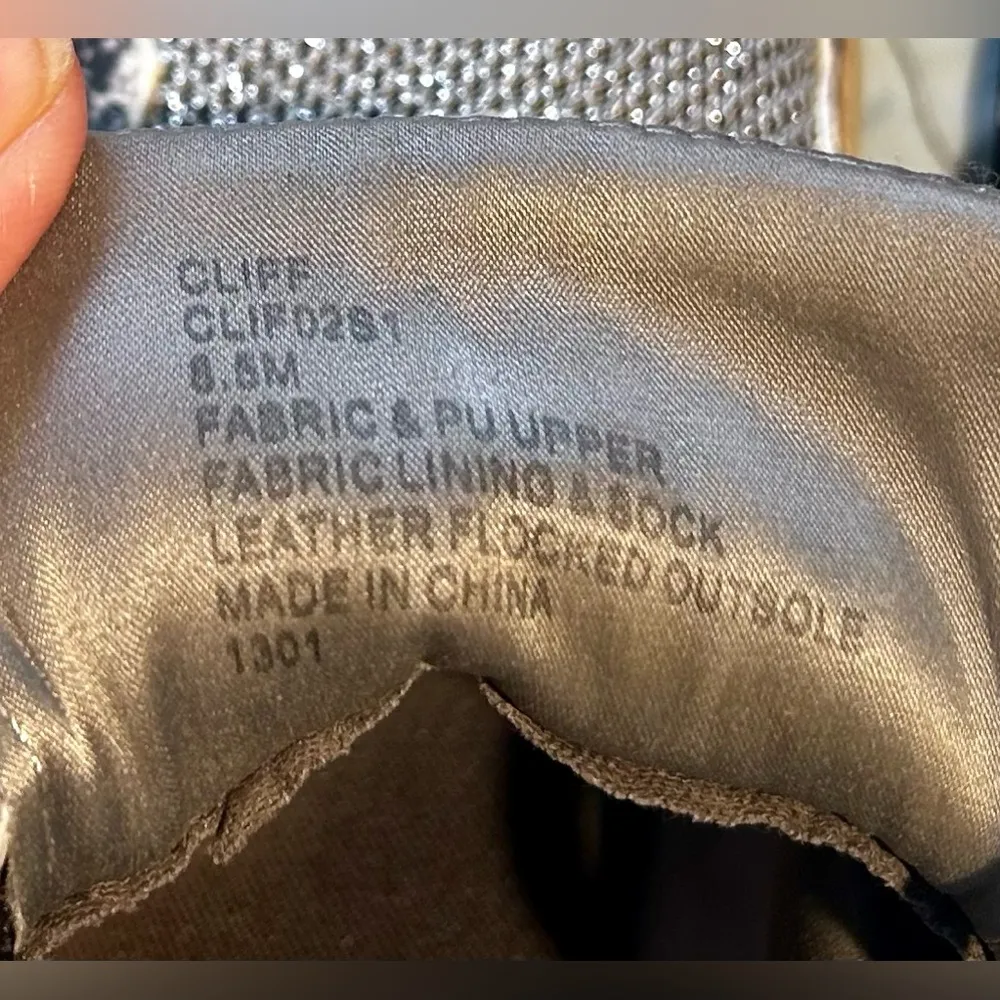 CLIFF
CLIF02S1
8.5M
FABRIC & PU UPPER
FABRIC LINING & SOCK
LEATHER FLOCKED OUTSOLE
MADE IN CHINA
1301